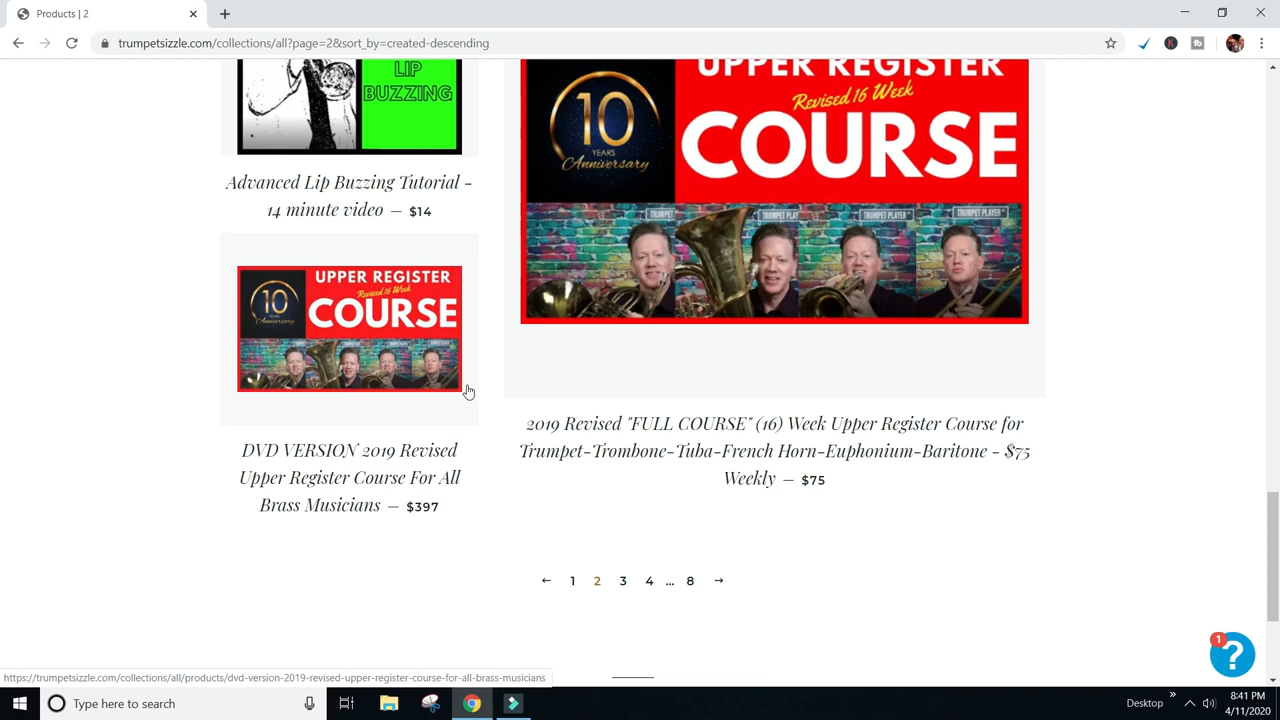 Products | 2
trumpetsizzle.com/collections/all?page=2&sort_by=created-descending
LIP
BUZZING
Advanced Lip Buzzing Tutorial -
14 minute video — $14
UPPER REGISTER
Revised 16 Week
COURSE
10
YEARS
Anniversary
TRUMPET PLAY
TRUMPET PLAYER
TRUMPET PLAYER
UPPER REGISTER
Revised 16 Week
COURSE
10
YEARS
Anniversary
DVD VERSION 2019 Revised
Upper Register Course For All
Brass Musicians — $397
2019 Revised "FULL COURSE" (16) Week Upper Register Course for
Trumpet-Trombone-Tuba-French Horn-Euphonium-Baritone - $75
Weekly — $75
← 1 2 3 4 ... 8 →
1
?
https://trumpetsizzle.com/collections/all/products/dvd-version-2019-revised-upper-register-course-for-all-brass-musicians
Type here to search
Desktop
8:41 PM
4/11/2020